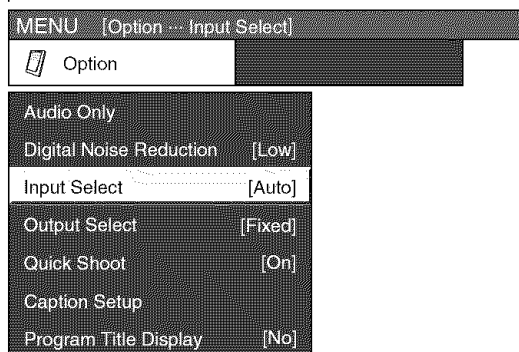 MENU [Option ··· Input Select]
Option
Audio Only
Digital Noise Reduction [Low]
Input Select [Auto]
Output Select [Fixed]
Quick Shoot [On]
Caption Setup
Program Title Display [No]